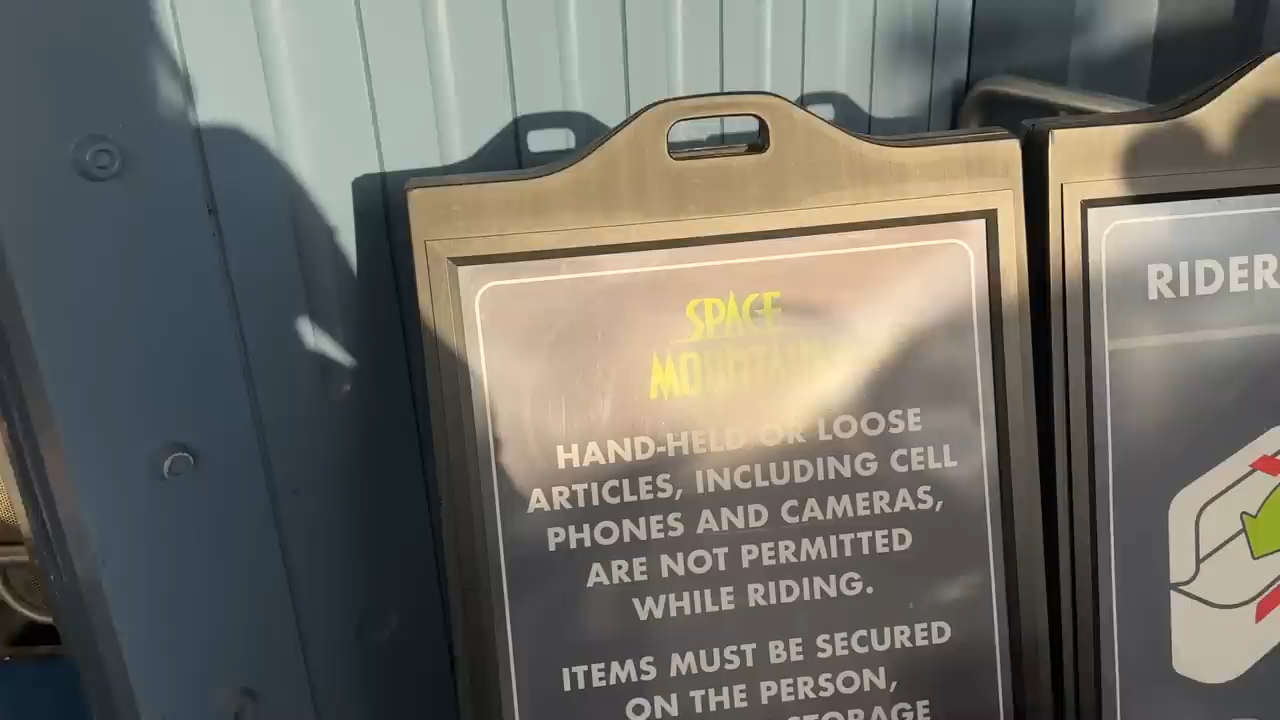 SPACE
MOUNTAIN
HAND-HELD OR LOOSE
ARTICLES, INCLUDING CELL
PHONES AND CAMERAS,
ARE NOT PERMITTED
WHILE RIDING.
ITEMS MUST BE SECURED
ON THE PERSON,
STORAGE
RIDER